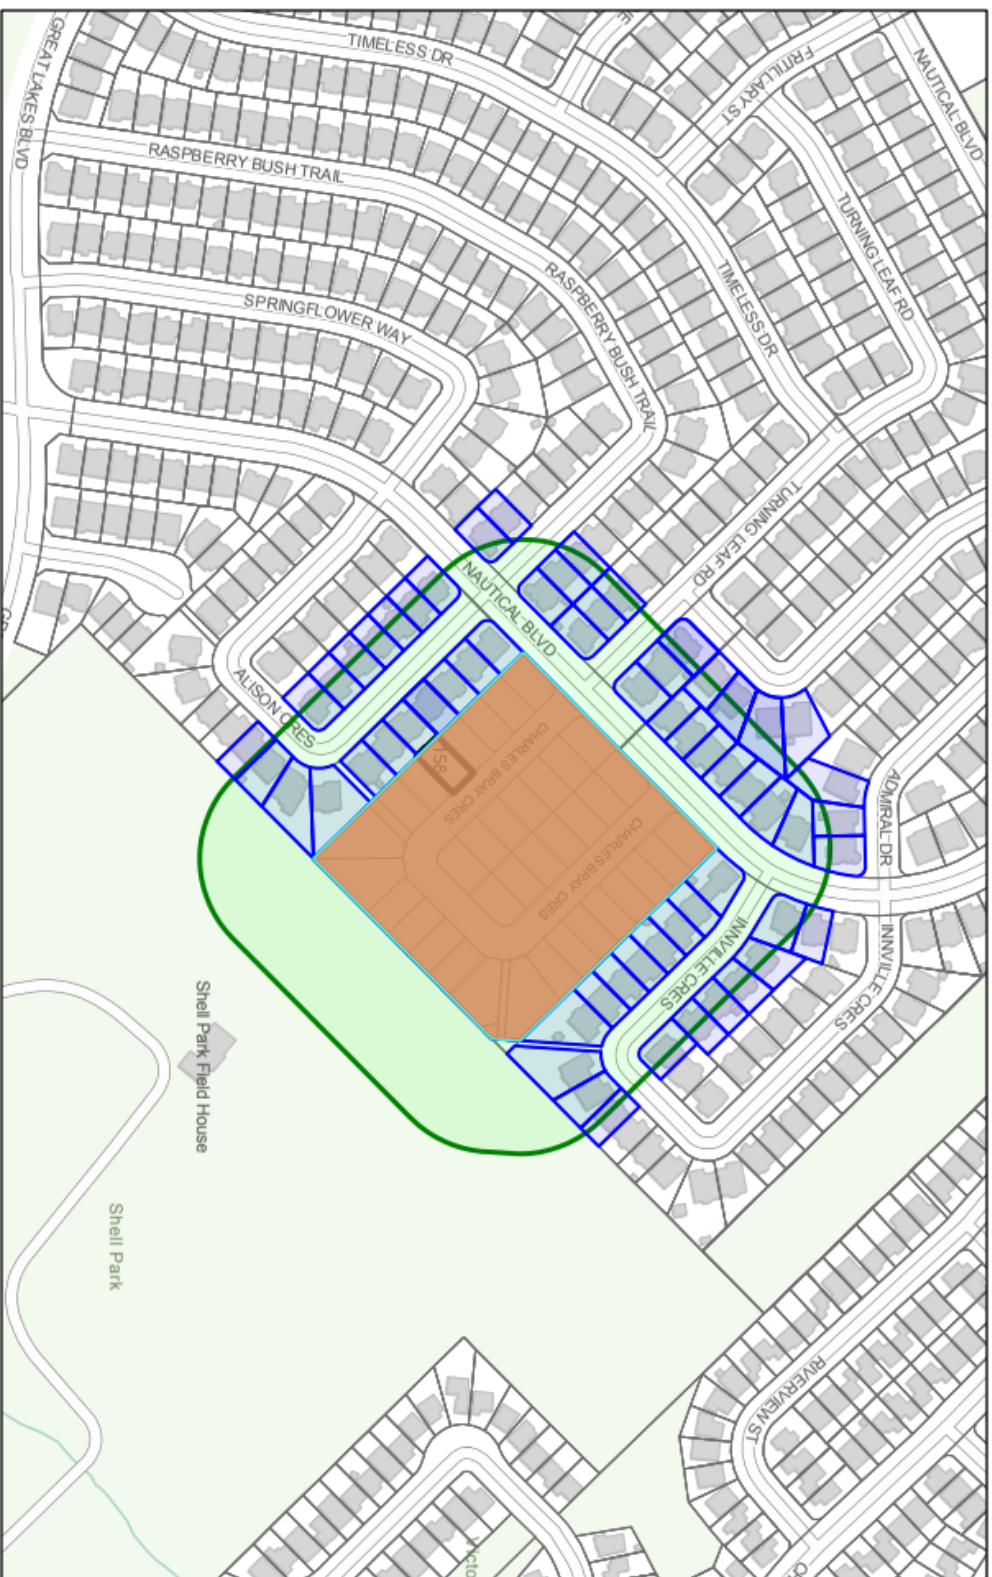 GREAT LAKES BLVD
TIMELESS DR
FRITILLARY ST
NAUTICAL BLVD
RASPBERRY BUSH TRAIL
TURNING LEAF RD
SPRINGFLOWER WAY
RASPBERRY BUSH TRAIL
TIMELESS DR
TURNING LEAF RD
NAUTICAL BLVD
ALISON CRES
158
CHARLES BRAY CRES
CHARLES BRAY CRES
ADMIRAL DR
INNVILLE CRES
INNVILLE CRES
Shell Park Field House
Shell Park
RIVERVIEW ST
Victo